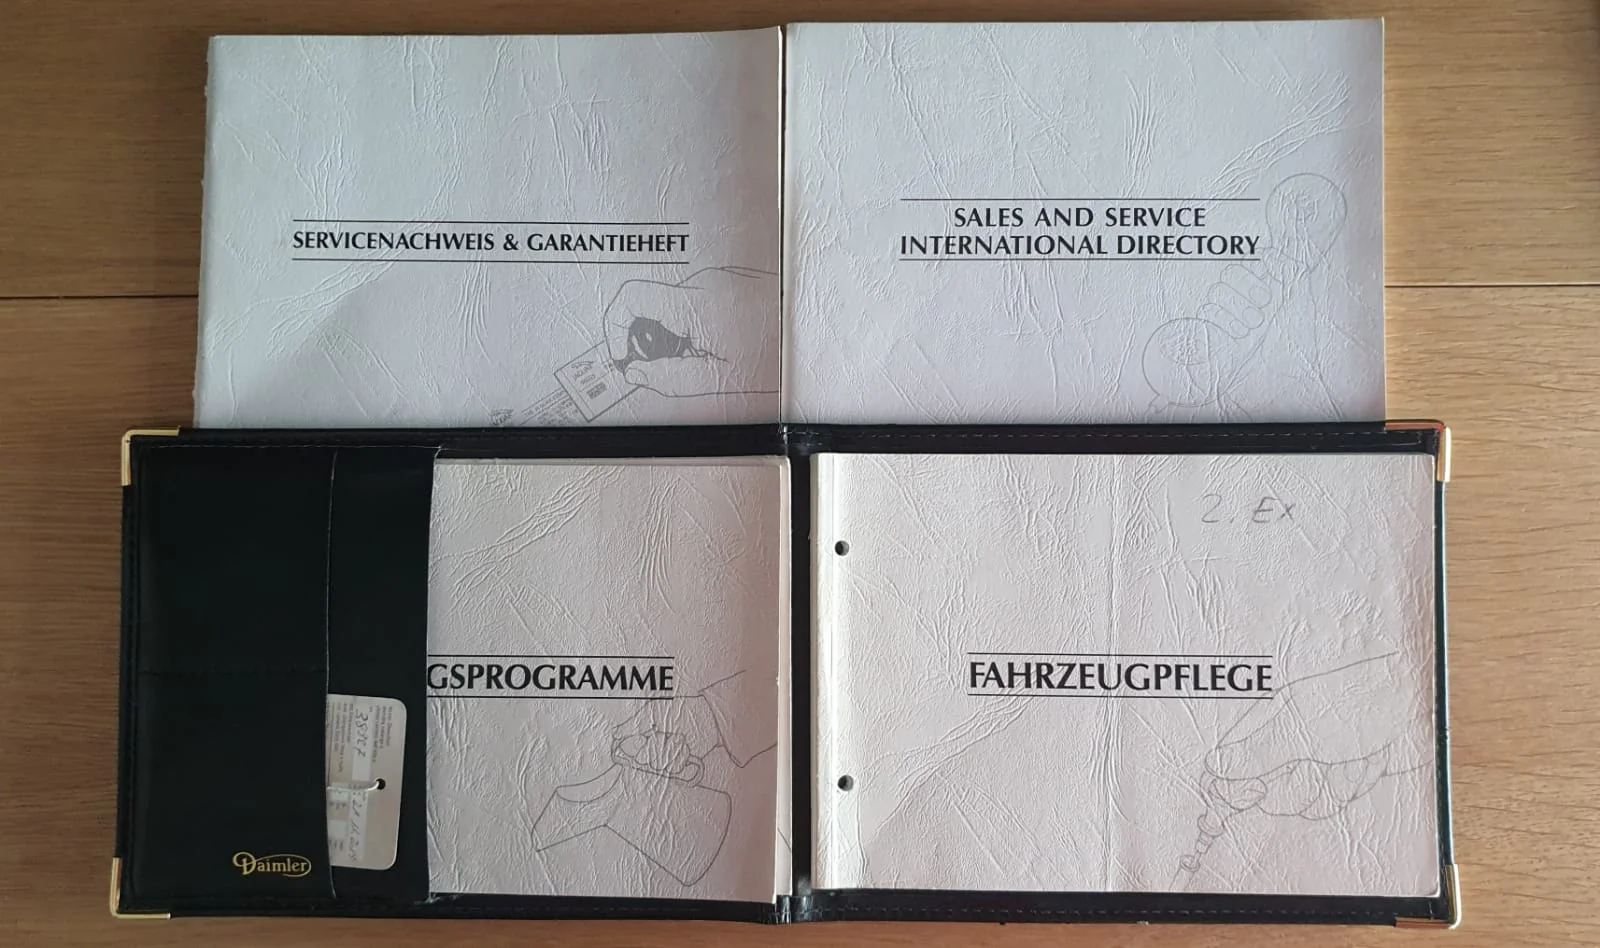 SERVICENACHWEIS & GARANTIEHEFT
SALES AND SERVICE
INTERNATIONAL DIRECTORY
GSPROGRAMME
2. Ex
FAHRZEUGPFLEGE
Daimler